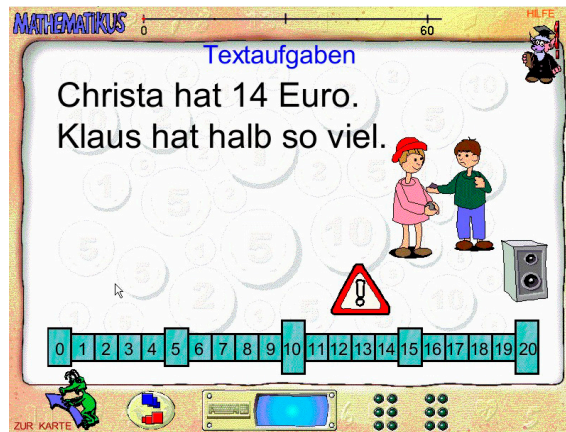 MATHEMATIKUS
0
60
HILFE
Textaufgaben
Christa hat 14 Euro.
Klaus hat halb so viel.
0 1 2 3 4 5 6 7 8 9 10 11 12 13 14 15 16 17 18 19 20
ZUR KARTE